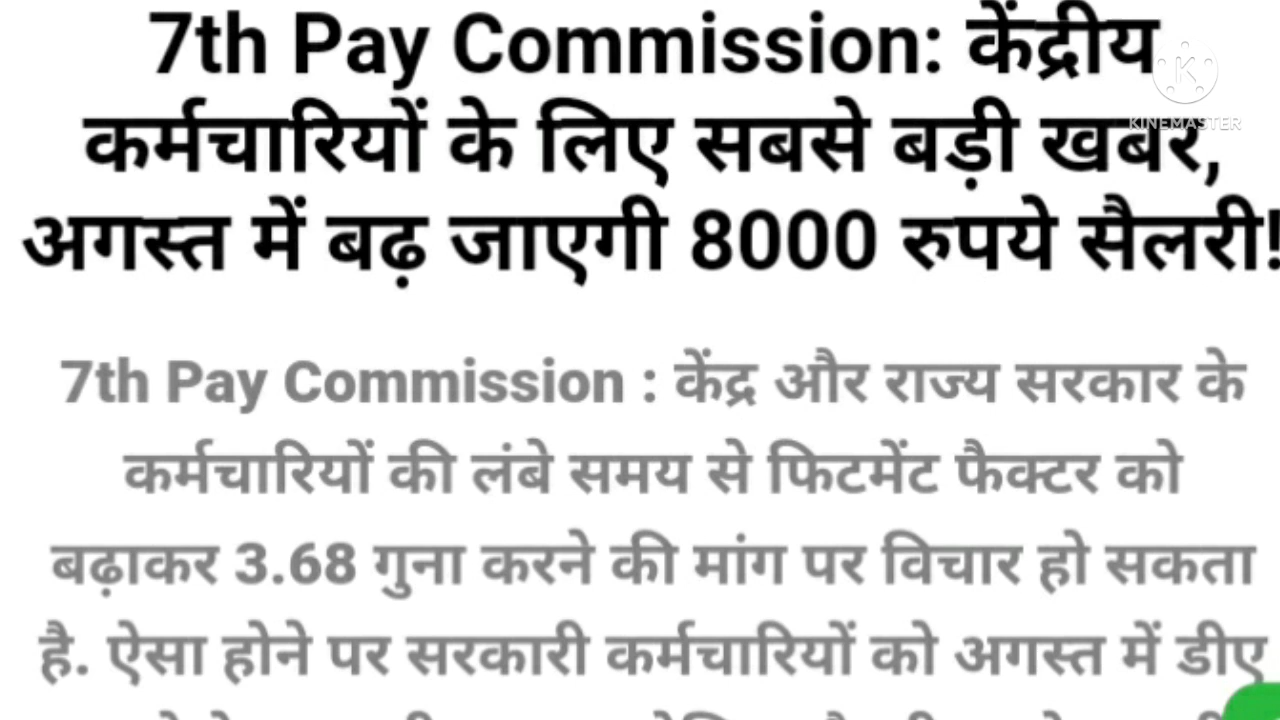 7th Pay Commission: केंद्रीय
कर्मचारियों के लिए सबसे बड़ी खबर,
अगस्त में बढ़ जाएगी 8000 रुपये सैलरी!
7th Pay Commission : केंद्र और राज्य सरकार के
कर्मचारियों की लंबे समय से फिटमेंट फैक्टर को
बढ़ाकर 3.68 गुना करने की मांग पर विचार हो सकता
है. ऐसा होने पर सरकारी कर्मचारियों को अगस्त में डीए
KINEMASTER